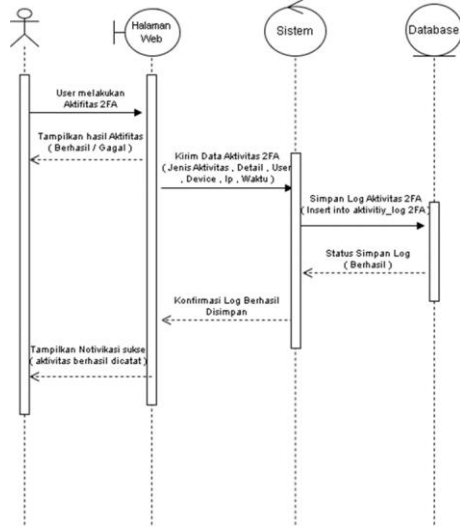 Halaman
Web
Sistem
Database
User melakukan
Aktifitas 2FA
Tampilkan hasil Aktifitas
( Berhasil / Gagal )
Kirim Data Aktivitas 2FA
( Jenis Aktivitas , Detail , User
, Device , Ip , Waktu )
Simpan Log Aktivitas 2FA
( Insert into aktivitiy_log 2FA )
Status Simpan Log
( Berhasil )
Konfirmasi Log Berhasil
Disimpan
Tampilkan Notivikasi sukse
( aktivitas berhasil dicatat )